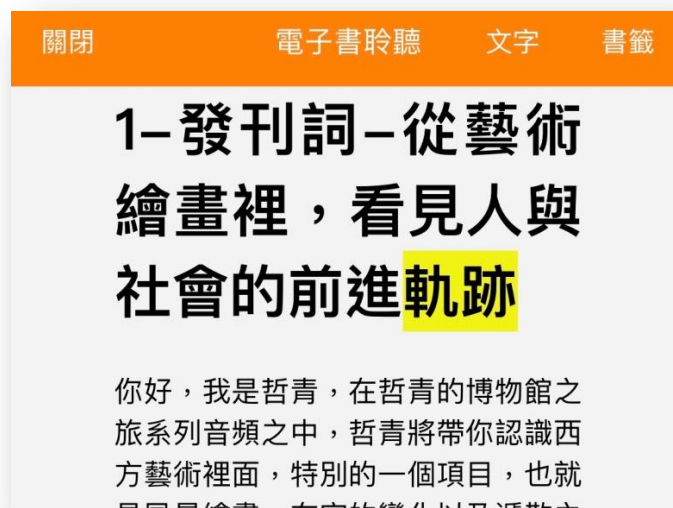 關閉 電子書聆聽 文字 書籤
1–發刊詞–從藝術
繪畫裡，看見人與
社會的前進軌跡
你好，我是哲青，在哲青的博物館之
旅系列音頻之中，哲青將帶你認識西
方藝術裡面，特別的一個項目，也就